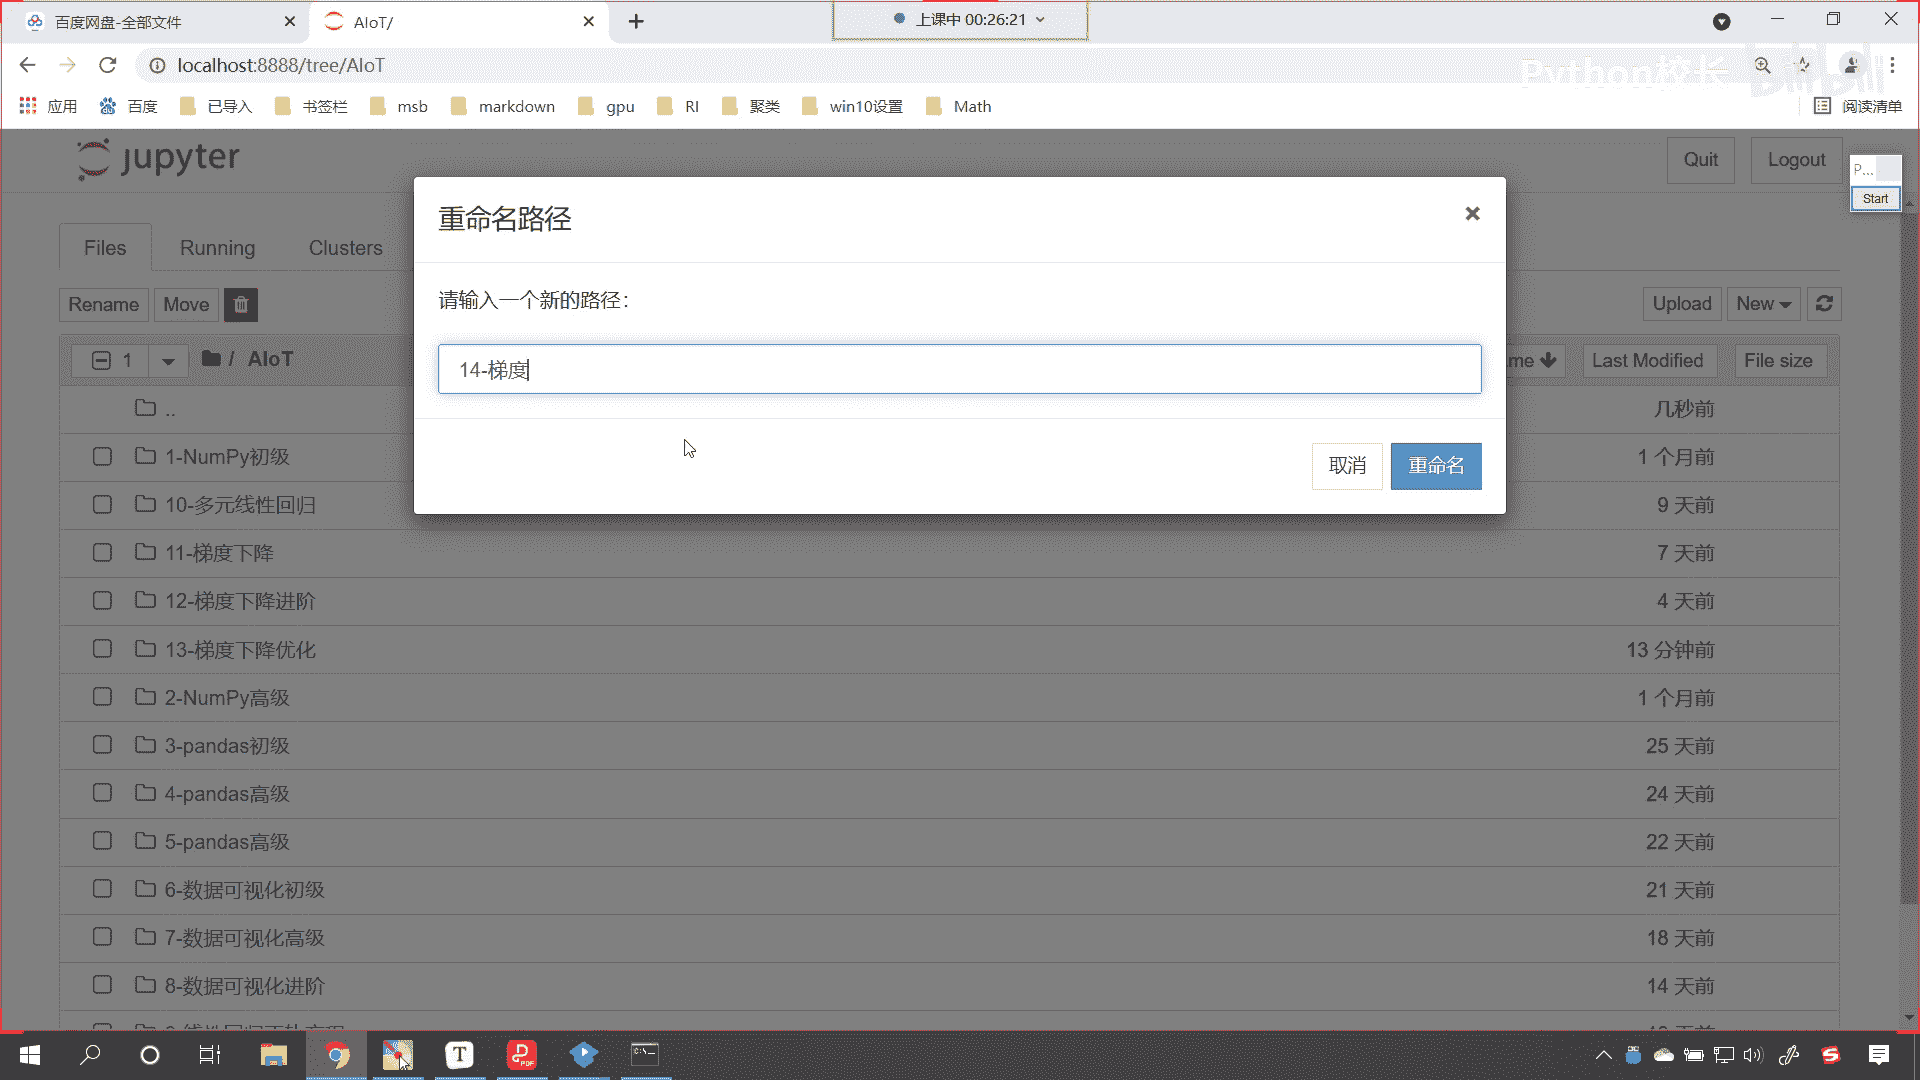 百度网盘-全部文件
AIoT/
上课中 00:26:21
localhost:8888/tree/AIoT
Python校长
bilibili
应用
百度
已导入
书签栏
msb
markdown
gpu
RI
聚类
win10设置
Math
阅读清单
jupyter
Quit
Logout
P...
Start
重命名路径
Files
Running
Clusters
请输入一个新的路径：
Rename
Move
Upload
New
14-梯度
1
/ AIoT
me
Last Modified
File size
..
几秒前
取消
重命名
1-NumPy初级
1 个月前
10-多元线性回归
9 天前
11-梯度下降
7 天前
12-梯度下降进阶
4 天前
13-梯度下降优化
13 分钟前
2-NumPy高级
1 个月前
3-pandas初级
25 天前
4-pandas高级
24 天前
5-pandas高级
22 天前
6-数据可视化初级
21 天前
7-数据可视化高级
18 天前
8-数据可视化进阶
14 天前